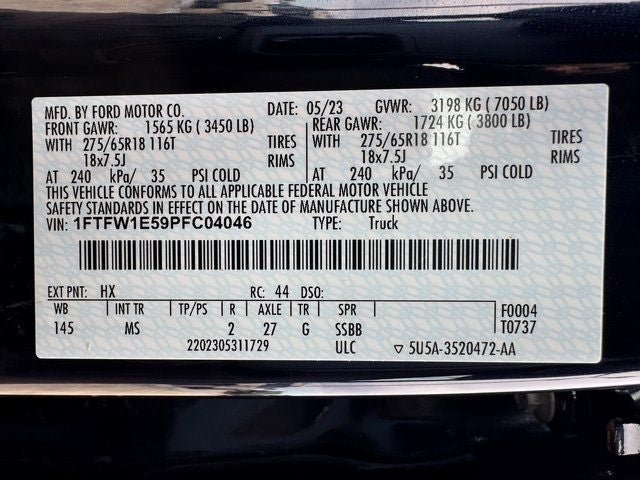 MFD. BY FORD MOTOR CO. DATE: 05/23 GVWR: 3198 KG ( 7050 LB)
FRONT GAWR: 1565 KG ( 3450 LB) REAR GAWR: 1724 KG ( 3800 LB)
WITH 275/65R18 116T TIRES WITH 275/65R18 116T TIRES
18x7.5J RIMS 18x7.5J RIMS
AT 240 kPa/ 35 PSI COLD AT 240 kPa/ 35 PSI COLD
THIS VEHICLE CONFORMS TO ALL APPLICABLE FEDERAL MOTOR VEHICLE
SAFETY STANDARDS IN EFFECT ON THE DATE OF MANUFACTURE SHOWN ABOVE.
VIN: 1FTFW1E59PFC04046 TYPE: Truck
EXT PNT: HX RC: 44 DSO:
WB INT TR TP/PS R AXLE TR SPR F0004
145 MS 2 27 G SSBB T0737
2202305311729 ULC ▽ 5U5A-3520472-AA